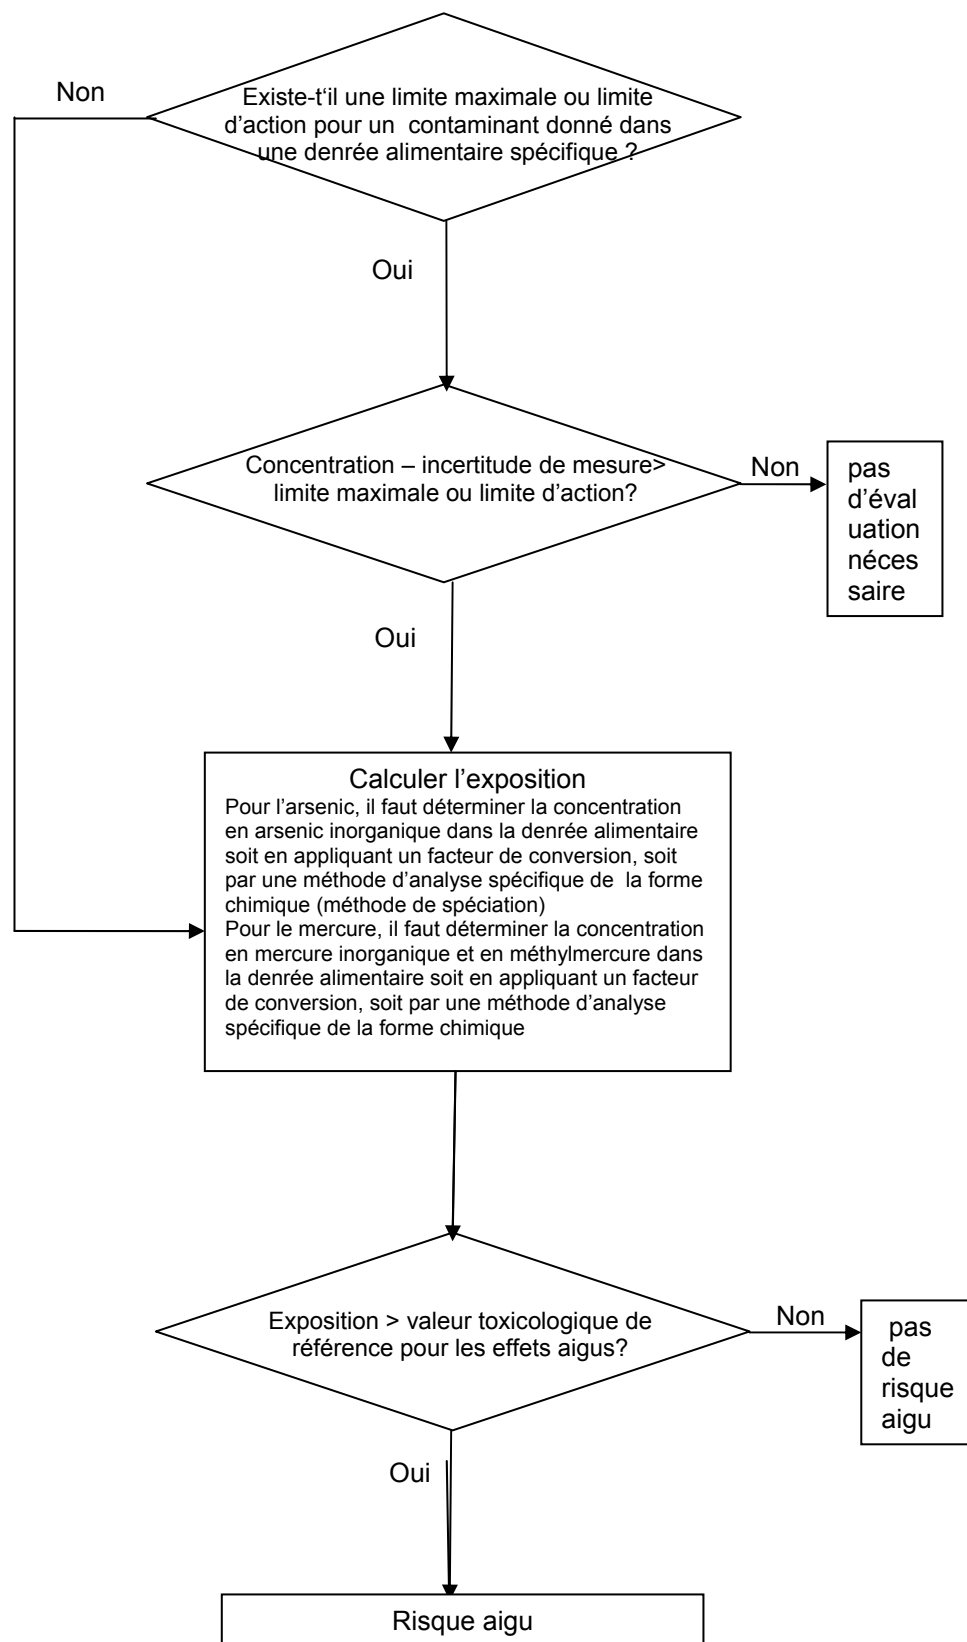 Non
Existe-t‘il une limite maximale ou limite
d’action pour un  contaminant donné dans
une denrée alimentaire spécifique ?
Oui
Concentration – incertitude de mesure>
limite maximale ou limite d’action?
Non
pas
d’éval
uation
néces
saire
Oui
Calculer l’exposition
Pour l’arsenic, il faut déterminer la concentration
en arsenic inorganique dans la denrée alimentaire
soit en appliquant un facteur de conversion, soit
par une méthode d’analyse spécifique de  la forme
chimique (méthode de spéciation)
Pour le mercure, il faut déterminer la concentration
en mercure inorganique et en méthylmercure dans
la denrée alimentaire soit en appliquant un facteur
de conversion, soit par une méthode d’analyse
spécifique de la forme chimique
Exposition > valeur toxicologique de
référence pour les effets aigus?
Non
pas
de
risque
aigu
Oui
Risque aigu